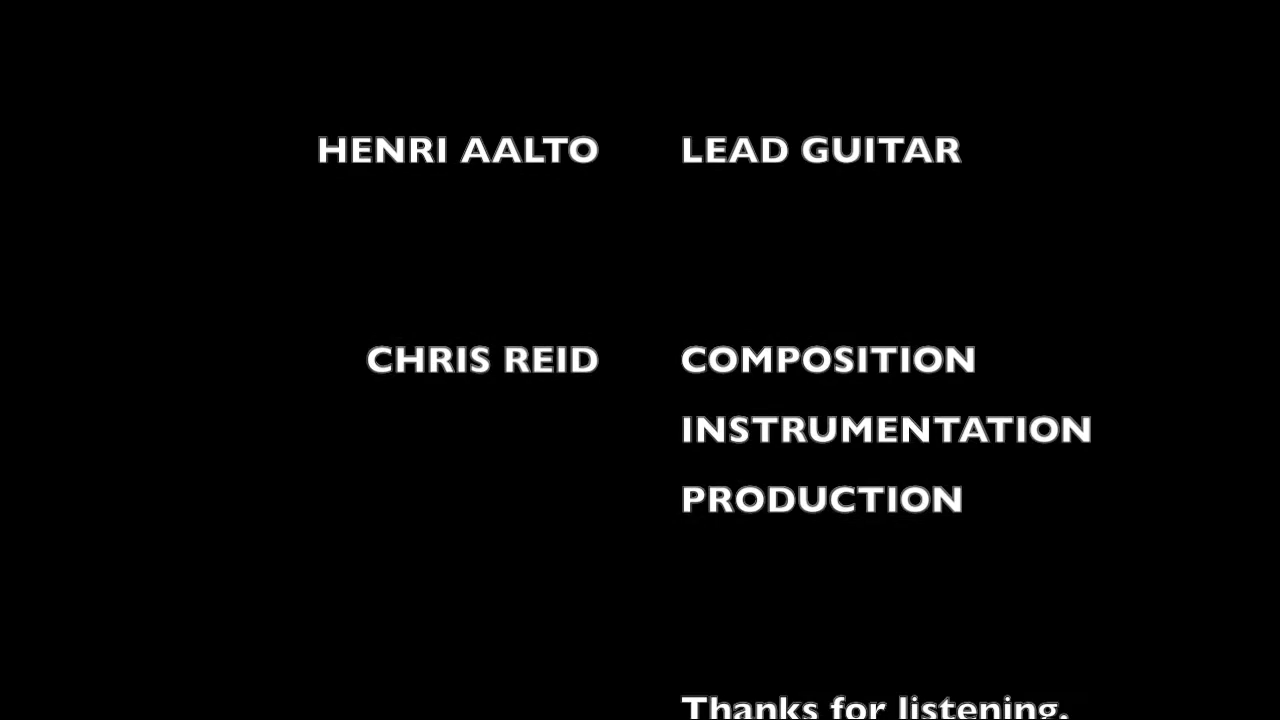 HENRI AALTO LEAD GUITAR
CHRIS REID COMPOSITION
INSTRUMENTATION
PRODUCTION
Thanks for listening.